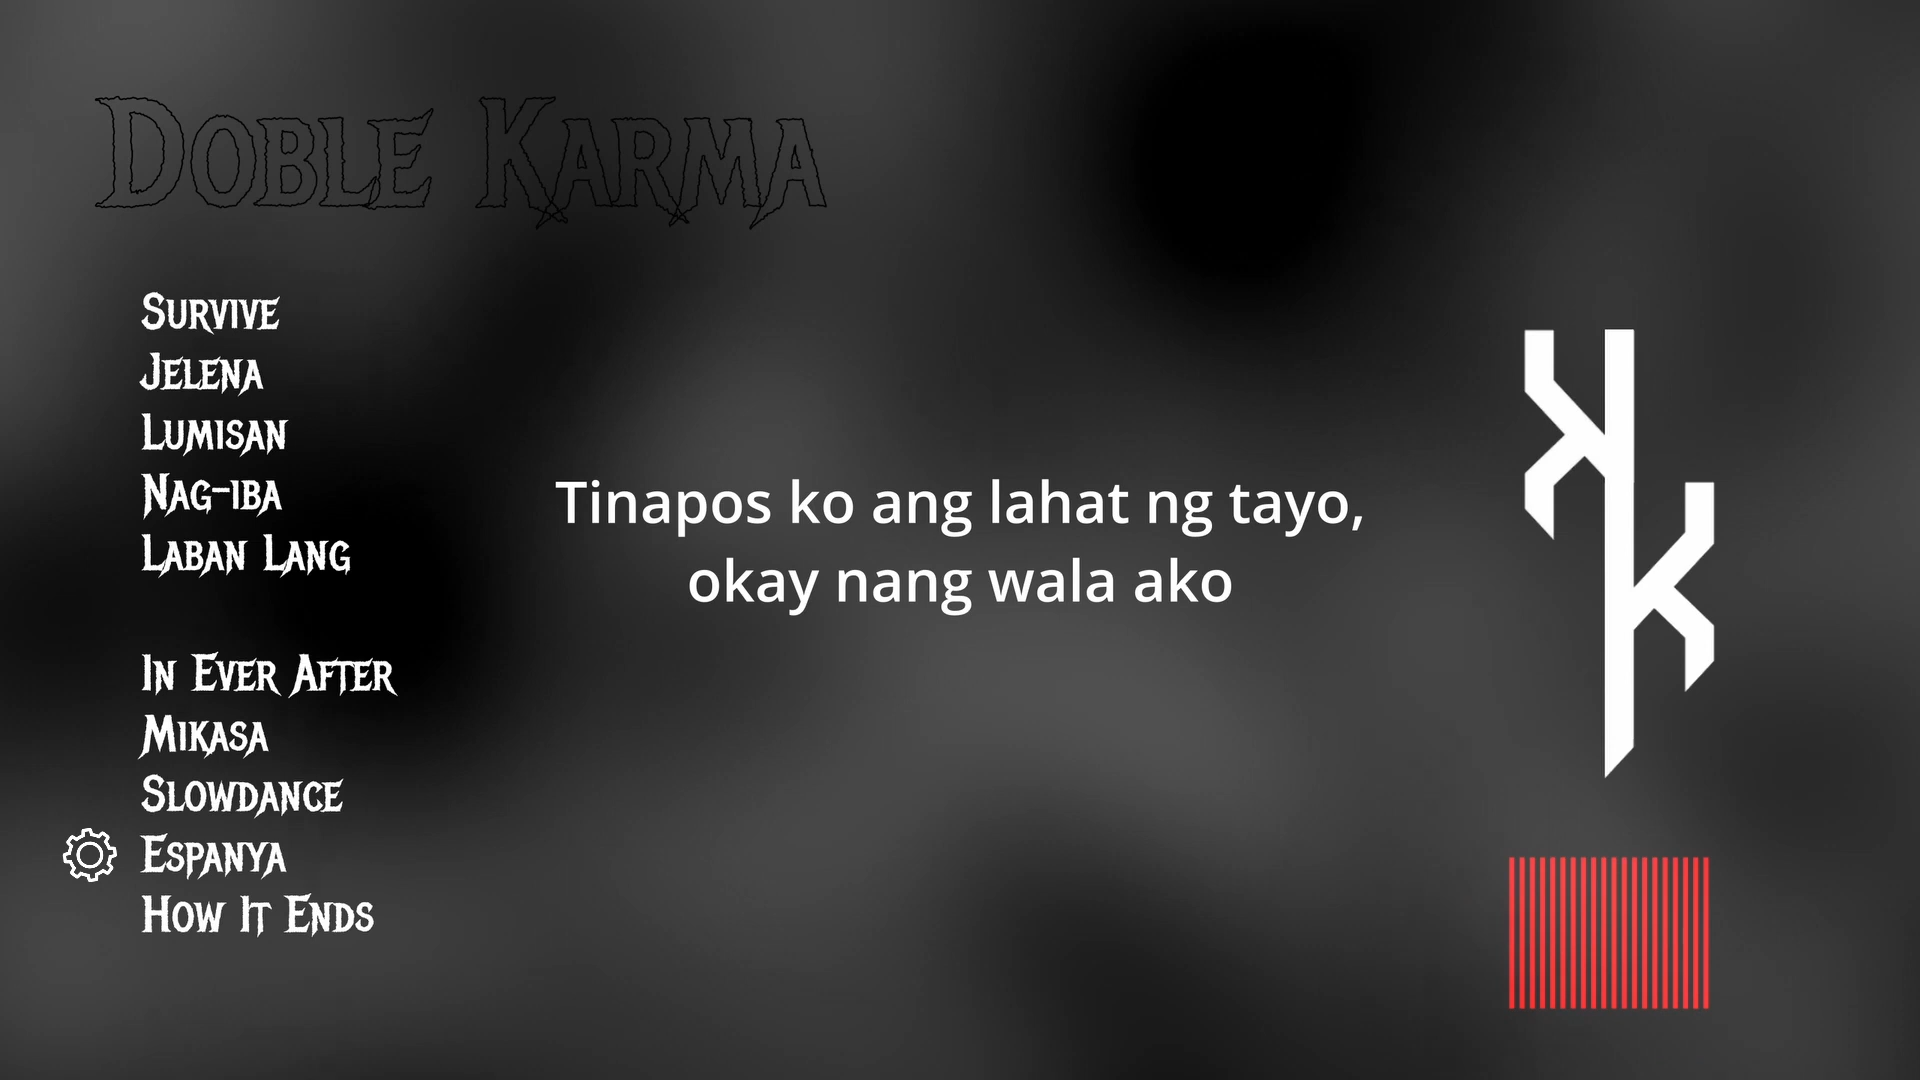 Doble Karma
Survive
Jelena
Lumisan
Nag-iba
Laban Lang
Tinapos ko ang lahat ng tayo,
okay nang wala ako
In Ever After
Mikasa
Slowdance
Espanya
How It Ends